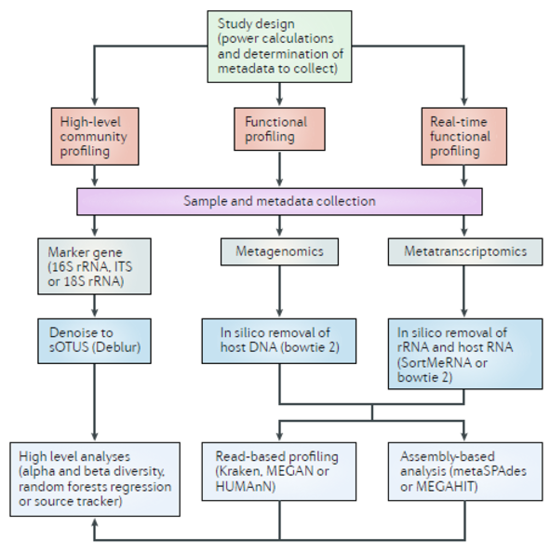 Study design
(power calculations
and determination of
metadata to collect)
High-level
community
profiling
Functional
profiling
Real-time
functional
profiling
Sample and metadata collection
Marker gene
(16S rRNA, ITS
or 18S rRNA)
Metagenomics
Metatranscriptomics
Denoise to
sOTUS (Deblur)
In silico removal of
host DNA (bowtie 2)
In silico removal of
rRNA and host RNA
(SortMeRNA or
bowtie 2)
High level analyses
(alpha and beta diversity,
random forests regression
or source tracker)
Read-based profiling
(Kraken, MEGAN or
HUMAnN)
Assembly-based
analysis (metaSPAdes
or MEGAHIT)